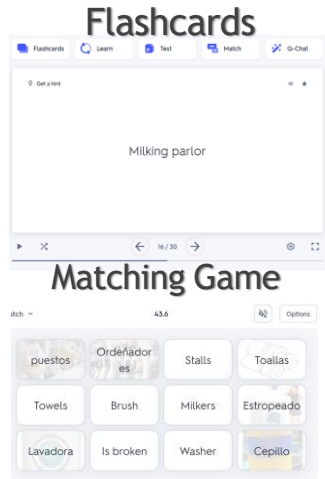 Flashcards
Flashcards Learn Test Match Q-Chat
Get a hint
Milking parlor
16 / 30
Matching Game
atch 43.6 Options
puestos Ordeñador
es Stalls Toallas
Towels Brush Milkers Estropeado
Lavadora Is broken Washer Cepillo